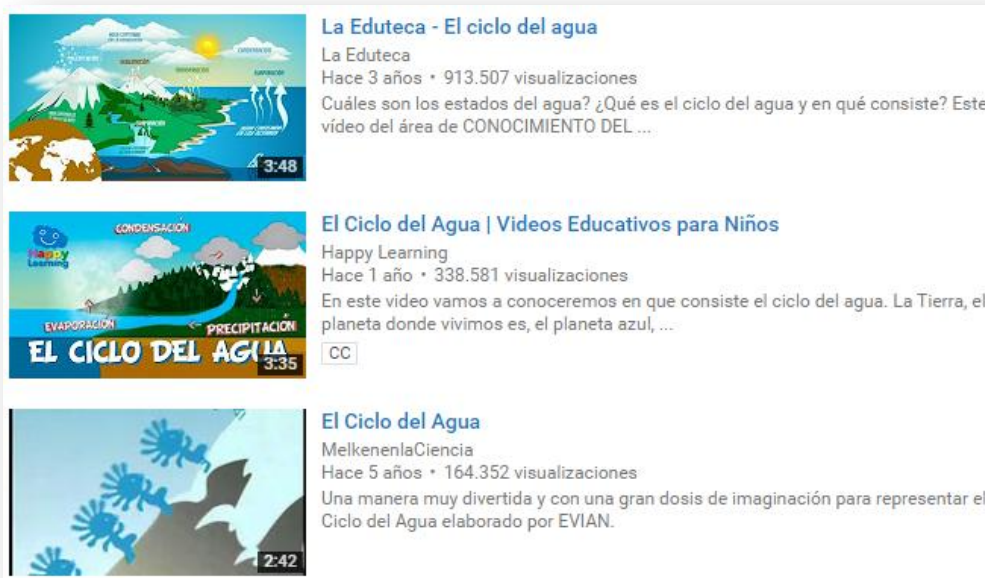 CONDENSACIÓN
EVAPORACIÓN
3:48
La Eduteca - El ciclo del agua
La Eduteca
Hace 3 años • 913.507 visualizaciones
Cuáles son los estados del agua? ¿Qué es el ciclo del agua y en qué consiste? Este
vídeo del área de CONOCIMIENTO DEL ...
Happy
Learning
CONDENSACIÓN
EVAPORACIÓN
PRECIPITACIÓN
EL CICLO DEL AGUA
3:35
El Ciclo del Agua | Videos Educativos para Niños
Happy Learning
Hace 1 año • 338.581 visualizaciones
En este video vamos a conoceremos en que consiste el ciclo del agua. La Tierra, el
planeta donde vivimos es, el planeta azul, ...
CC
2:42
El Ciclo del Agua
MelkenenlaCiencia
Hace 5 años • 164.352 visualizaciones
Una manera muy divertida y con una gran dosis de imaginación para representar el
Ciclo del Agua elaborado por EVIAN.